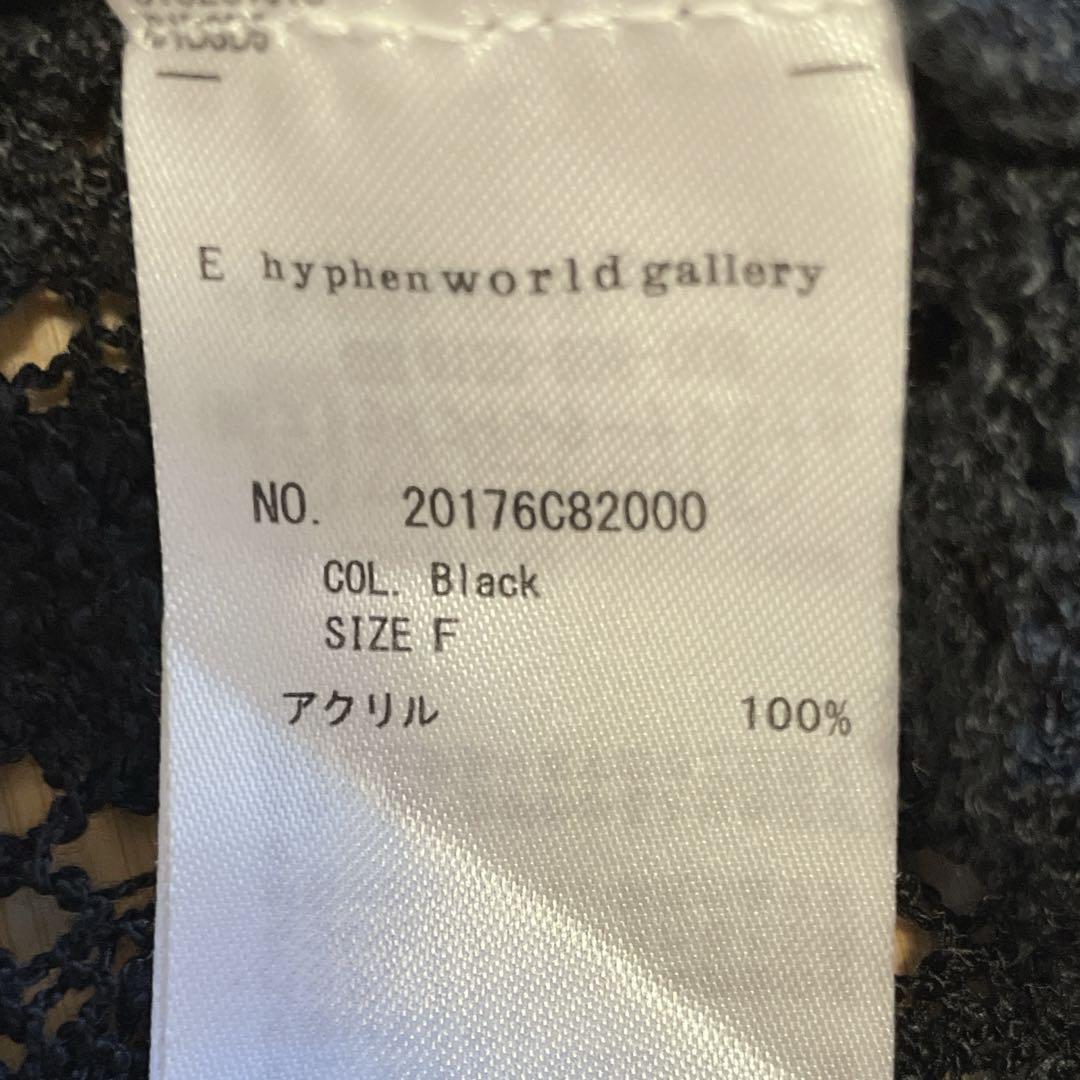 E hyphen world gallery
NO. 20176C82000
COL. Black
SIZE F
アクリル 100%